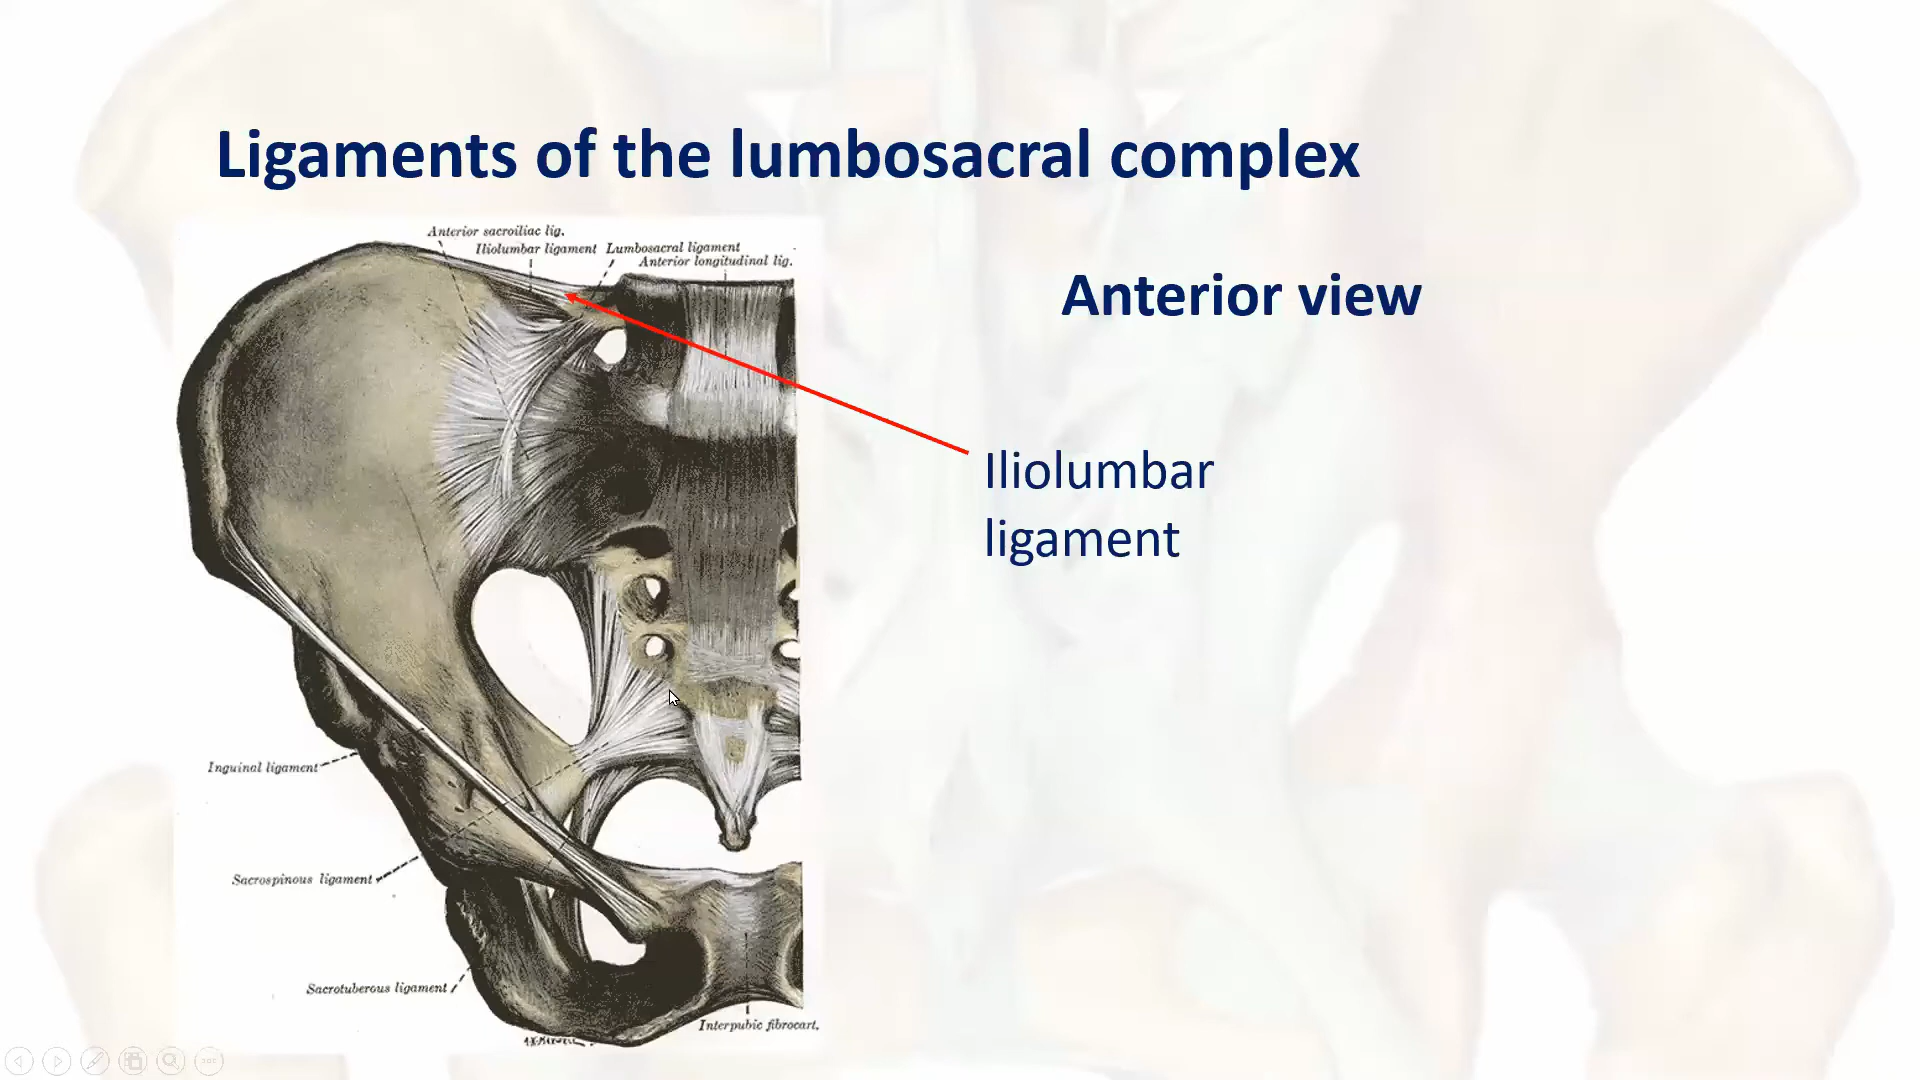 Ligaments of the lumbosacral complex
Anterior sacroiliac lig.
Iliolumbar ligament Lumbosacral ligament
Anterior longitudinal lig.
Anterior view
Iliolumbar
ligament
Inguinal ligament
Sacrospinous ligament
Sacrotuberous ligament
Interpubic fibrocart.